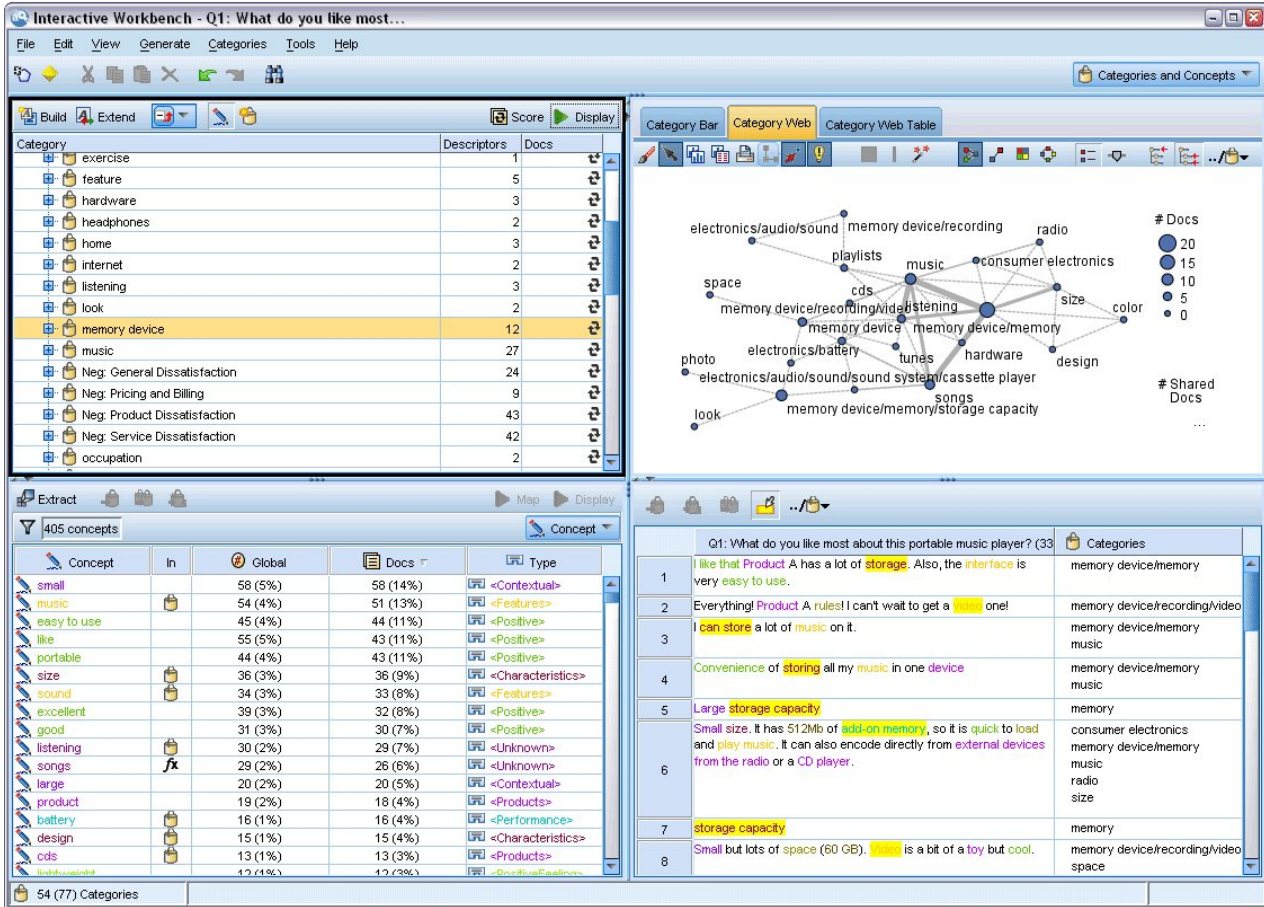 Interactive Workbench - Q1: What do you like most...
File Edit View Generate Categories Tools Help
Categories and Concepts
Build Extend Score Display
Category Descriptors Docs
exercise 1
feature 5
hardware 3
headphones 2
home 3
internet 2
listening 3
look 2
memory device 12
music 27
Neg: General Dissatisfaction 24
Neg: Pricing and Billing 9
Neg: Product Dissatisfaction 43
Neg: Service Dissatisfaction 42
occupation 2
Category Bar Category Web Category Web Table
../
electronics/audio/sound
memory device/recording
radio
playlists
music
consumer electronics
space
cds
size
memory device/recording/video
listening
color
memory device
memory device/memory
electronics/battery
tunes
hardware
design
photo
electronics/audio/sound/sound system/cassette player
songs
look
memory device/memory/storage capacity
# Docs
20
15
10
5
0
# Shared
Docs
...
Extract Map Display
405 concepts Concept
Concept In Global Docs Type
small 58 (5%) 58 (14%) <Contextual>
music 54 (4%) 51 (13%) <Features>
easy to use 45 (4%) 44 (11%) <Positive>
like 55 (5%) 43 (11%) <Positive>
portable 44 (4%) 43 (11%) <Positive>
size 36 (3%) 36 (9%) <Characteristics>
sound 34 (3%) 33 (8%) <Features>
excellent 39 (3%) 32 (8%) <Positive>
good 31 (3%) 30 (7%) <Positive>
listening 30 (2%) 29 (7%) <Unknown>
songs fx 29 (2%) 26 (6%) <Unknown>
large 20 (2%) 20 (5%) <Contextual>
product 19 (2%) 18 (4%) <Products>
battery 16 (1%) 16 (4%) <Performance>
design 15 (1%) 15 (4%) <Characteristics>
cds 13 (1%) 13 (3%) <Products>
lightweight 12 (1%) 12 (3%) <PositiveFeeling>
../
Q1: What do you like most about this portable music player? (33 Categories
1 I like that Product A has a lot of storage. Also, the interface is
very easy to use.
memory device/memory
2 Everything! Product A rules! I can't wait to get a video one! memory device/recording/video
3 I can store a lot of music on it.
memory device/memory
music
4 Convenience of storing all my music in one device
memory device/memory
music
5 Large storage capacity memory
6 Small size. It has 512Mb of add-on memory, so it is quick to load
and play music. It can also encode directly from external devices
from the radio or a CD player.
consumer electronics
memory device/memory
music
radio
size
7 storage capacity memory
8 Small but lots of space (60 GB). Video is a bit of a toy but cool.
memory device/recording/video
space
54 (77) Categories